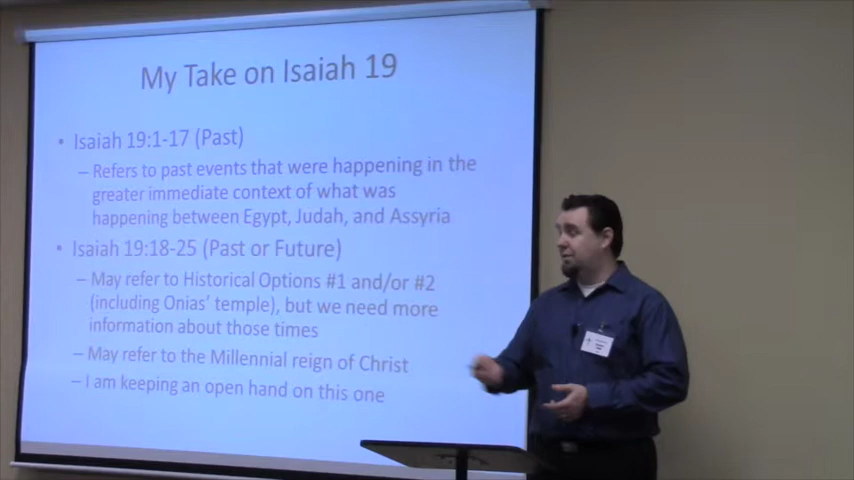 My Take on Isaiah 19
• Isaiah 19:1-17 (Past)
– Refers to past events that were happening in the
greater immediate context of what was
happening between Egypt, Judah, and Assyria
• Isaiah 19:18-25 (Past or Future)
– May refer to Historical Options #1 and/or #2
(including Onias' temple), but we need more
information about those times
– May refer to the Millennial reign of Christ
– I am keeping an open hand on this one